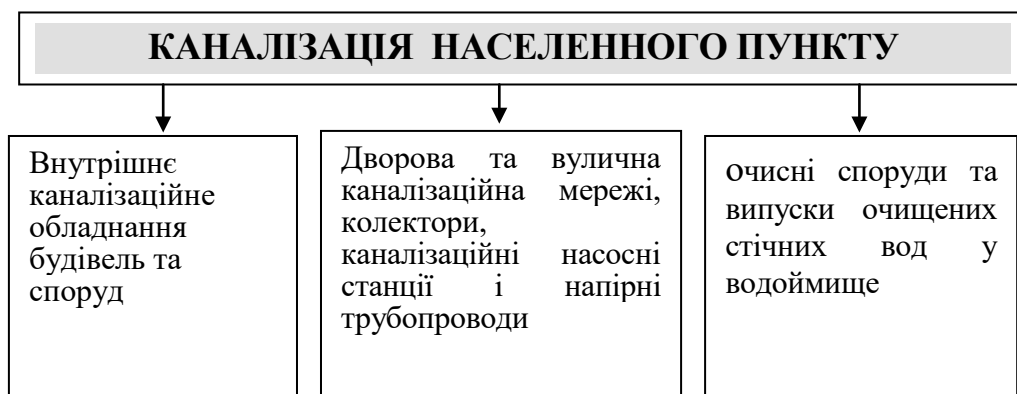 КАНАЛІЗАЦІЯ НАСЕЛЕННОГО ПУНКТУ
Внутрішнє
каналізаційне
обладнання
будівель та
споруд
Дворова та вулична
каналізаційна мережі,
колектори,
каналізаційні насосні
станції і напірні
трубопроводи
очисні споруди та
випуски очищених
стічних вод у
водоймище